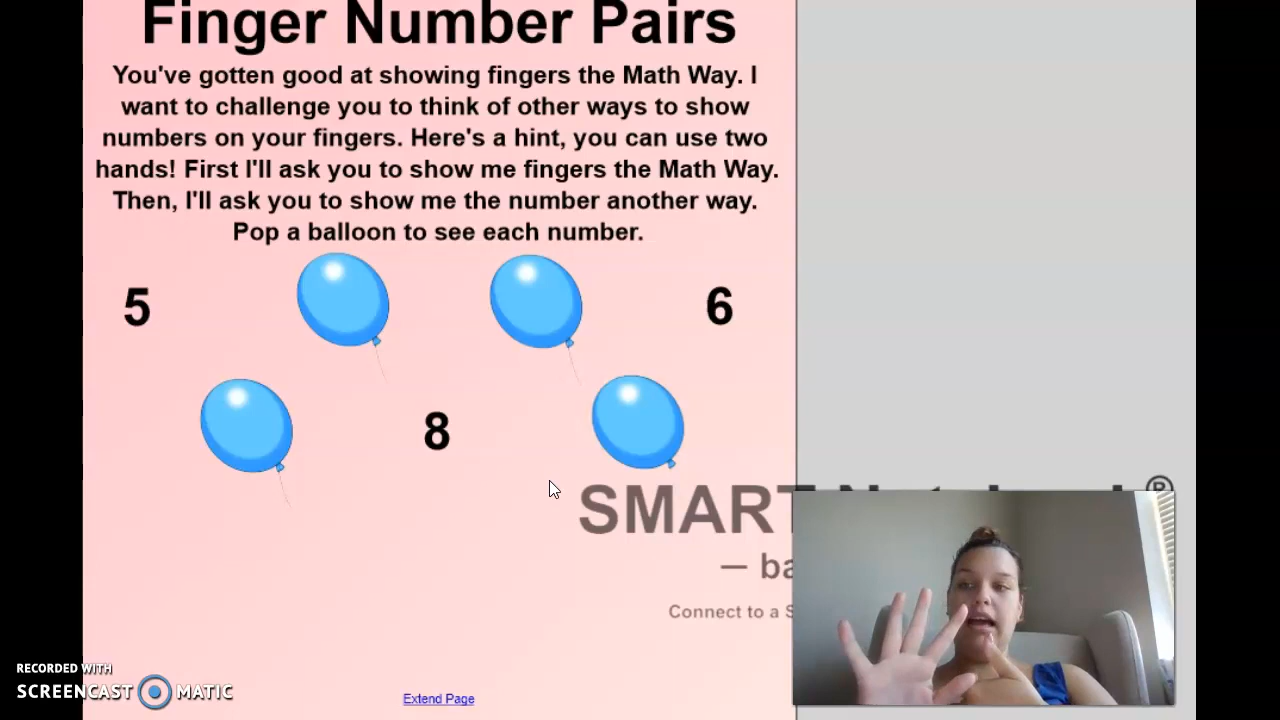 Finger Number Pairs
You've gotten good at showing fingers the Math Way. I
want to challenge you to think of other ways to show
numbers on your fingers. Here's a hint, you can use two
hands! First I'll ask you to show me fingers the Math Way.
Then, I'll ask you to show me the number another way.
Pop a balloon to see each number.
5 6
8
SMART
— ba
Connect to a S
RECORDED WITH
SCREENCAST MATIC
Extend Page